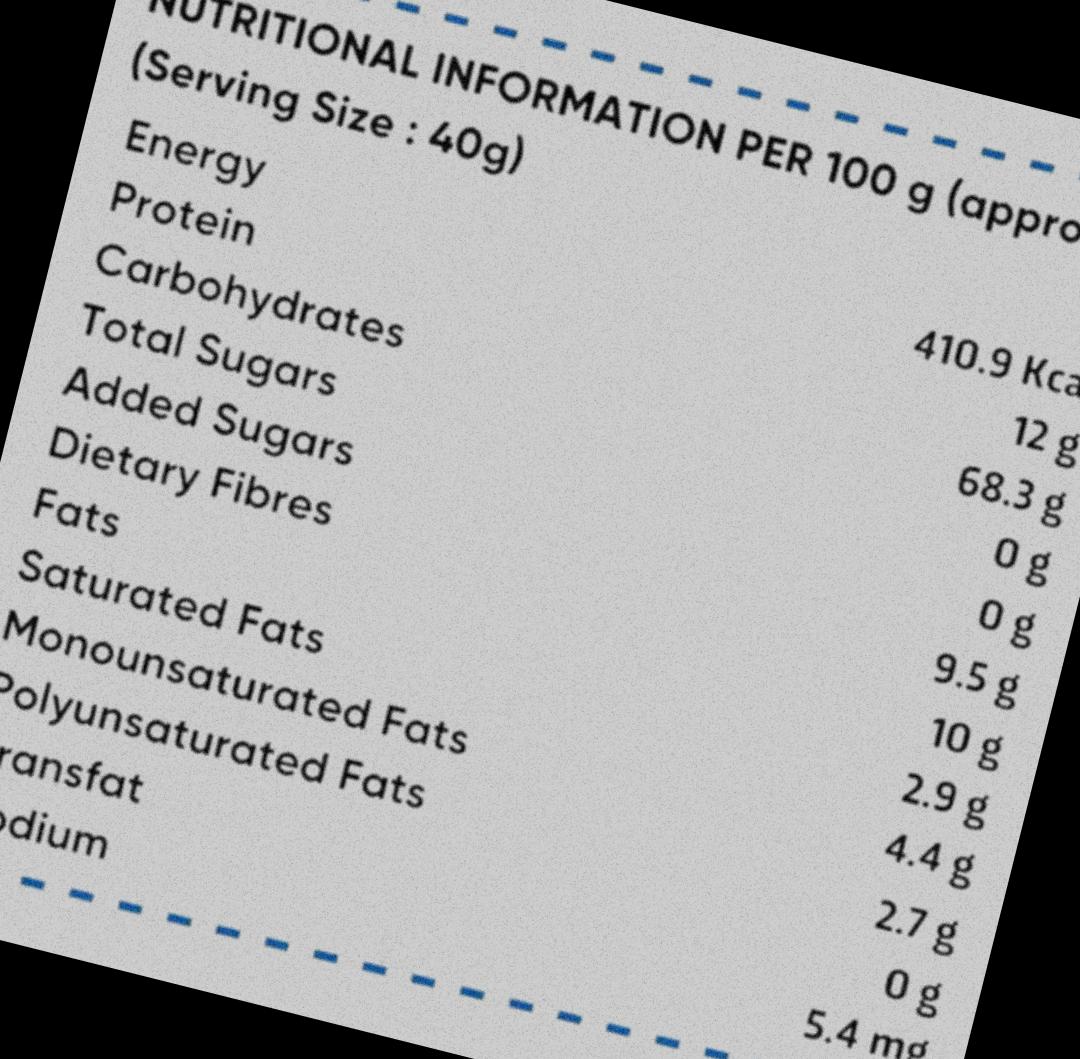 NUTRITIONAL INFORMATION PER 100 g (appro
(Serving Size : 40g)
Energy 410.9 Kca
Protein 12 g
Carbohydrates 68.3 g
Total Sugars 0 g
Added Sugars 0 g
Dietary Fibres 9.5 g
Fats 10 g
Saturated Fats 2.9 g
Monounsaturated Fats 4.4 g
Polyunsaturated Fats 2.7 g
ransfat 0 g
odium 5.4 mg